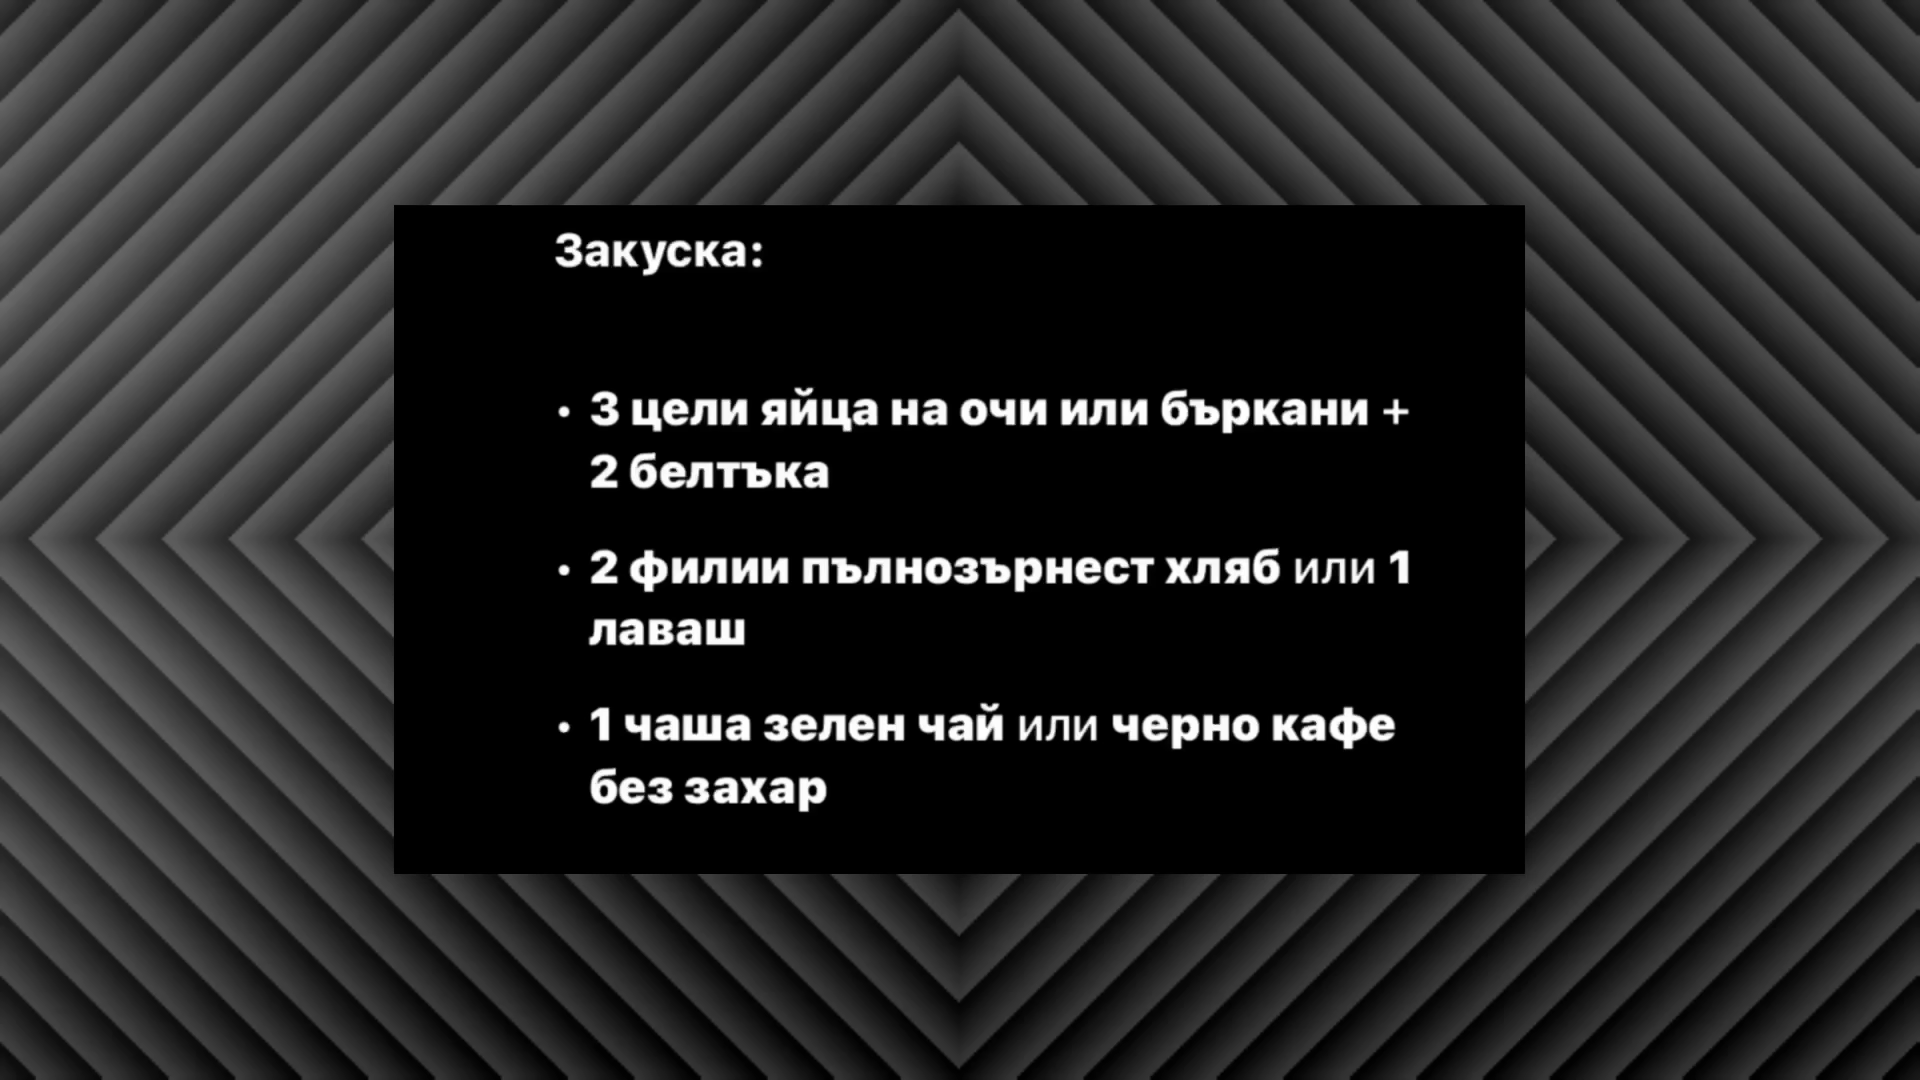 Закуска:
• 3 цели яйца на очи или бъркани +
2 белтъка
• 2 филии пълнозърнест хляб или 1
лаваш
• 1 чаша зелен чай или черно кафе
без захар